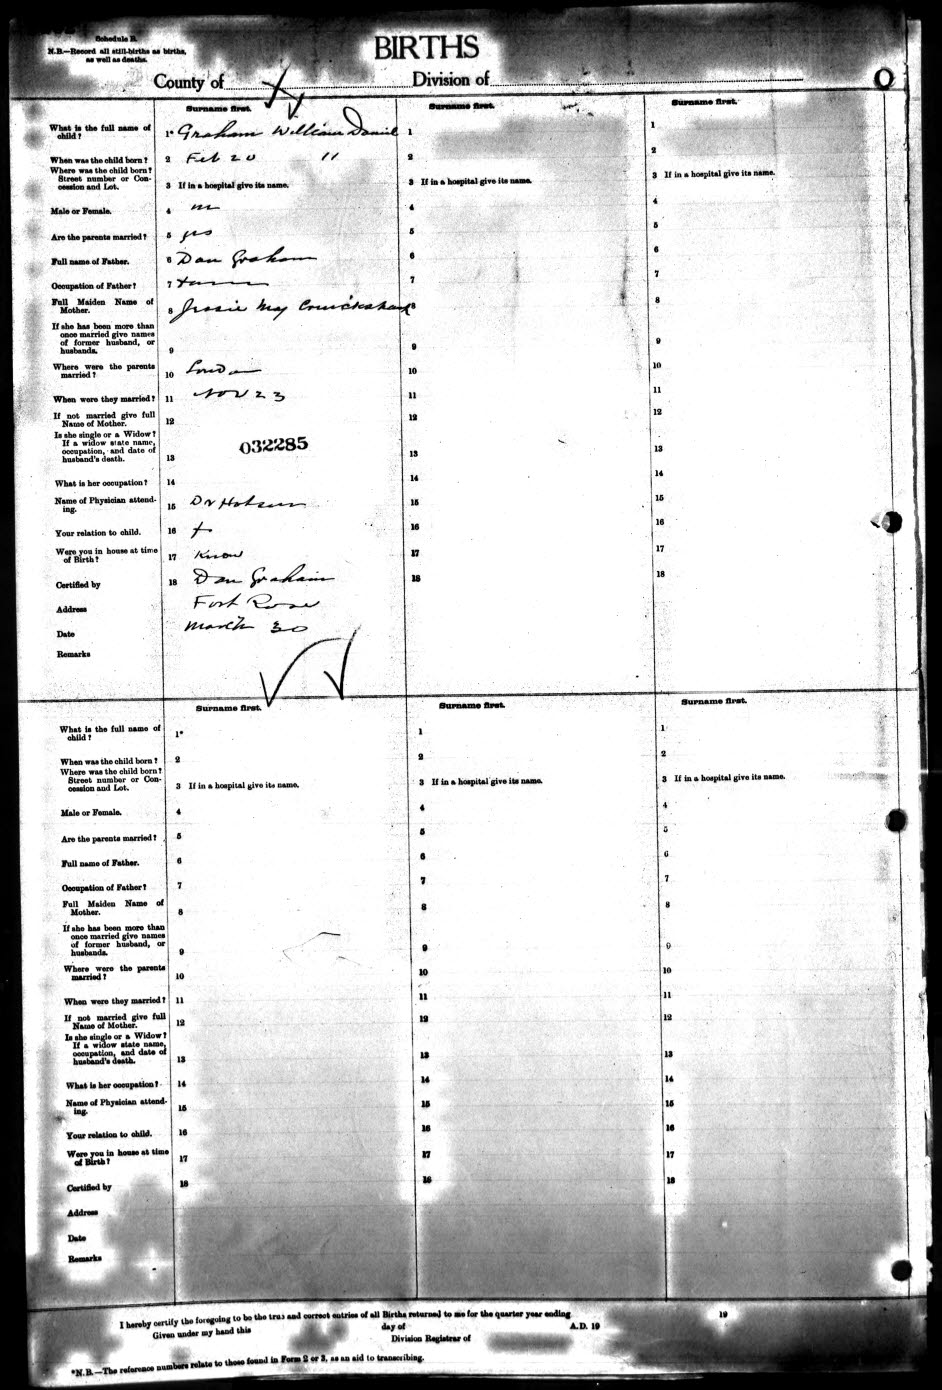 Schedule B.
N.B.—Record all still-births as births,
as well as deaths.
BIRTHS
County of
Division of
Surname first.
Surname first.
Surname first.
What is the full name of
child?
1* Graham William Daniel
1
1
When was the child born?
2 Feb 20 11
2
2
Where was the child born?
Street number or Con-
cession and Lot.
3 If in a hospital give its name.
3 If in a hospital give its name.
3 If in a hospital give its name.
Male or Female.
4 m
4
4
Are the parents married?
5 yes
5
5
Full name of Father.
6 Dan Graham
6
6
Occupation of Father?
7
7
7
Full Maiden Name of
Mother.
8 Jessie May Cruickshank
8
8
If she has been more than
once married give names
of former husband, or
husbands.
9
9
9
Where were the parents
married?
10 London
10
10
When were they married?
11 Nov 23
11
11
If not married give full
Name of Mother.
12
12
12
Is she single or a Widow?
If a widow state name,
occupation, and date of
husband's death.
13
032285
13
13
What is her occupation?
14
14
14
Name of Physician attend-
ing.
15 Dr
15
15
Your relation to child.
16 f
16
16
Were you in house at time
of Birth?
17 Know
17
17
Certified by
18 Dan Graham
18
18
Address
Fort
Date
March 30
Remarks
Surname first.
Surname first.
Surname first.
What is the full name of
child?
1*
1
1
When was the child born?
2
2
2
Where was the child born?
Street number or Con-
cession and Lot.
3 If in a hospital give its name.
3 If in a hospital give its name.
3 If in a hospital give its name.
Male or Female.
4
4
4
Are the parents married?
5
5
5
Full name of Father.
6
6
6
Occupation of Father?
7
7
7
Full Maiden Name of
Mother.
8
8
8
If she has been more than
once married give names
of former husband, or
husbands.
9
9
9
Where were the parents
married?
10
10
10
When were they married?
11
11
11
If not married give full
Name of Mother.
12
12
12
Is she single or a Widow?
If a widow state name,
occupation, and date of
husband's death.
13
13
13
What is her occupation?
14
14
14
Name of Physician attend-
ing.
15
15
15
Your relation to child.
16
16
16
Were you in house at time
of Birth?
17
17
17
Certified by
18
18
18
Address
Date
Remarks
I hereby certify the foregoing to be the true and correct entries of all Births returned to me for the quarter year ending 19
Given under my hand this day of A.D. 19
Division Registrar of
*N.B.—The reference numbers relate to those found in Form 2 or 3, as an aid to transcribing.